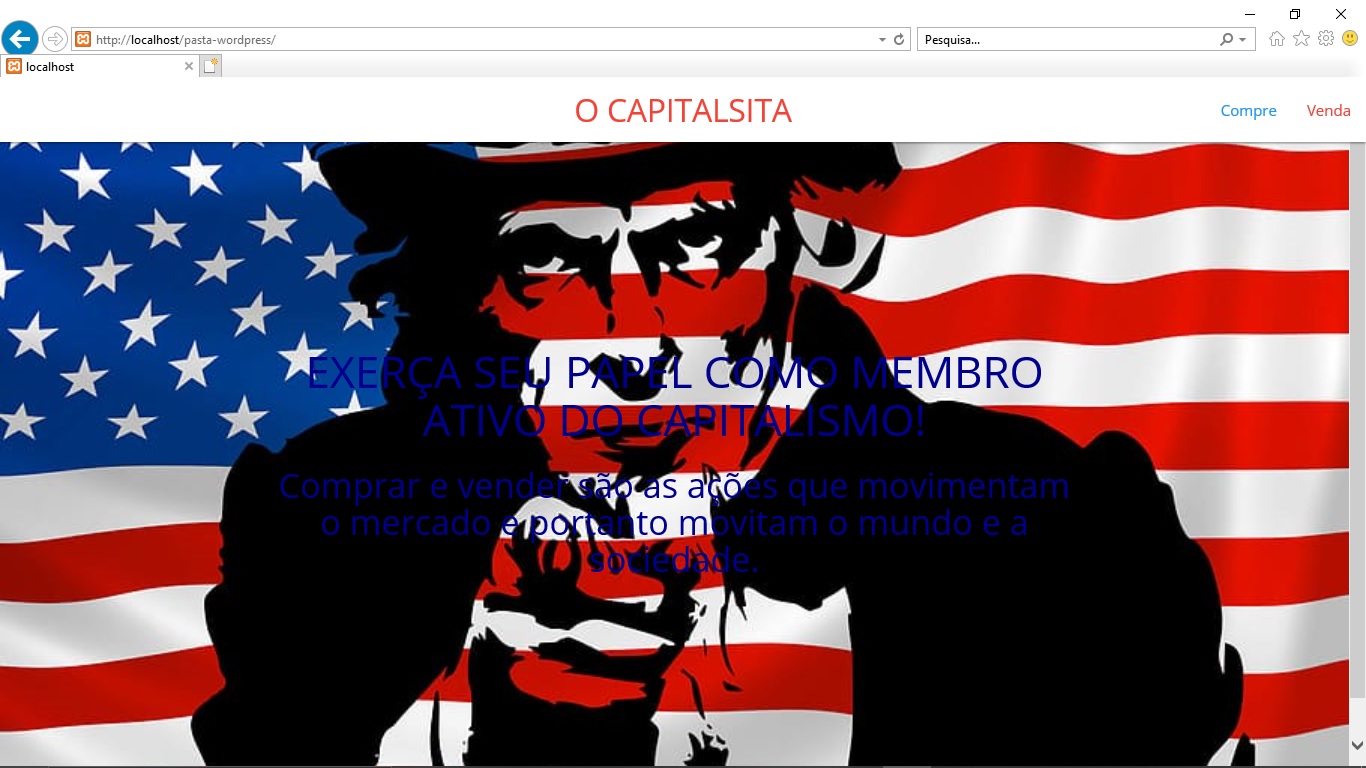 http://localhost/pasta-wordpress/
Pesquisa...
localhost
O CAPITALSITA
Compre
Venda
EXERÇA SEU PAPEL COMO MEMBRO
ATIVO DO CAPITALISMO!
Comprar e vender são as ações que movimentam
o mercado e portanto movitam o mundo e a
sociedade.